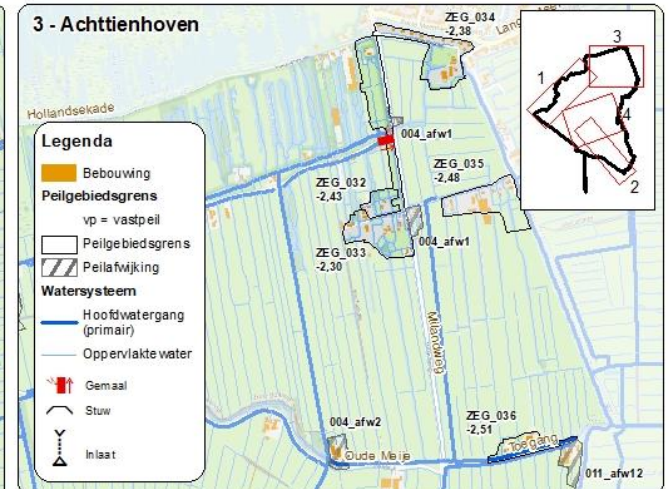 3 - Achttienhoven
ZEG_034
-2,38
3
1
4
2
Hollandsekade
Legenda
Bebouwing
Peilgebiedsgrens
vp = vastpeil
Peilgebiedsgrens
Peilafwijking
Watersysteem
Hoofdwatergang
(primair)
Oppervlaktewater
Gemaal
Stuw
Inlaat
004_afw1
ZEG_035
-2,48
ZEG_032
-2,43
004_afw1
ZEG_033
-2,30
Milandweg
004_afw2
ZEG_036
-2,51
Toegang
Oude Meije
011_afw12